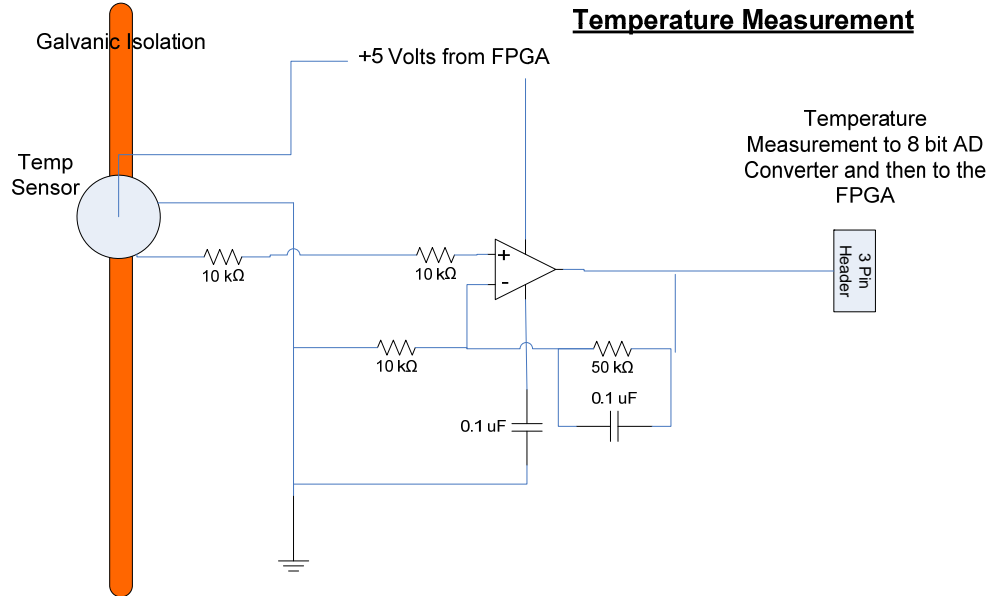 Temperature Measurement
Galvanic Isolation
+5 Volts from FPGA
Temperature
Measurement to 8 bit AD
Converter and then to the
FPGA
Temp
Sensor
3 Pin
Header
+
-
10 kΩ
10 kΩ
10 kΩ
50 kΩ
0.1 uF
0.1 uF